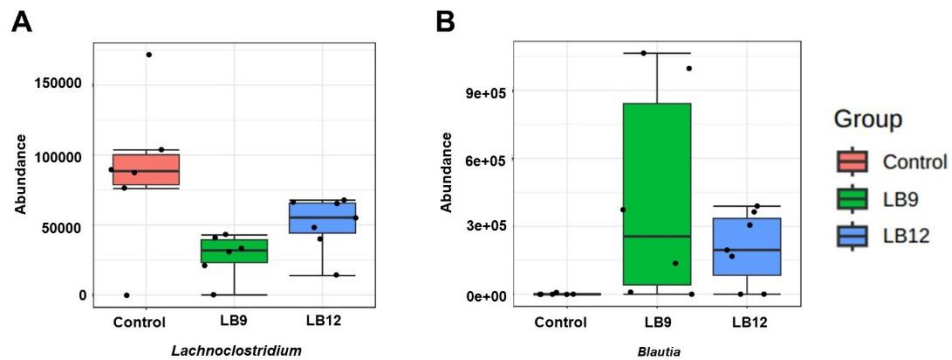 A
Abundance
150000
100000
50000
0
Control LB9 LB12
Lachnoclostridium
B
Abundance
9e+05
6e+05
3e+05
0e+00
Control LB9 LB12
Blautia
Group
Control
LB9
LB12